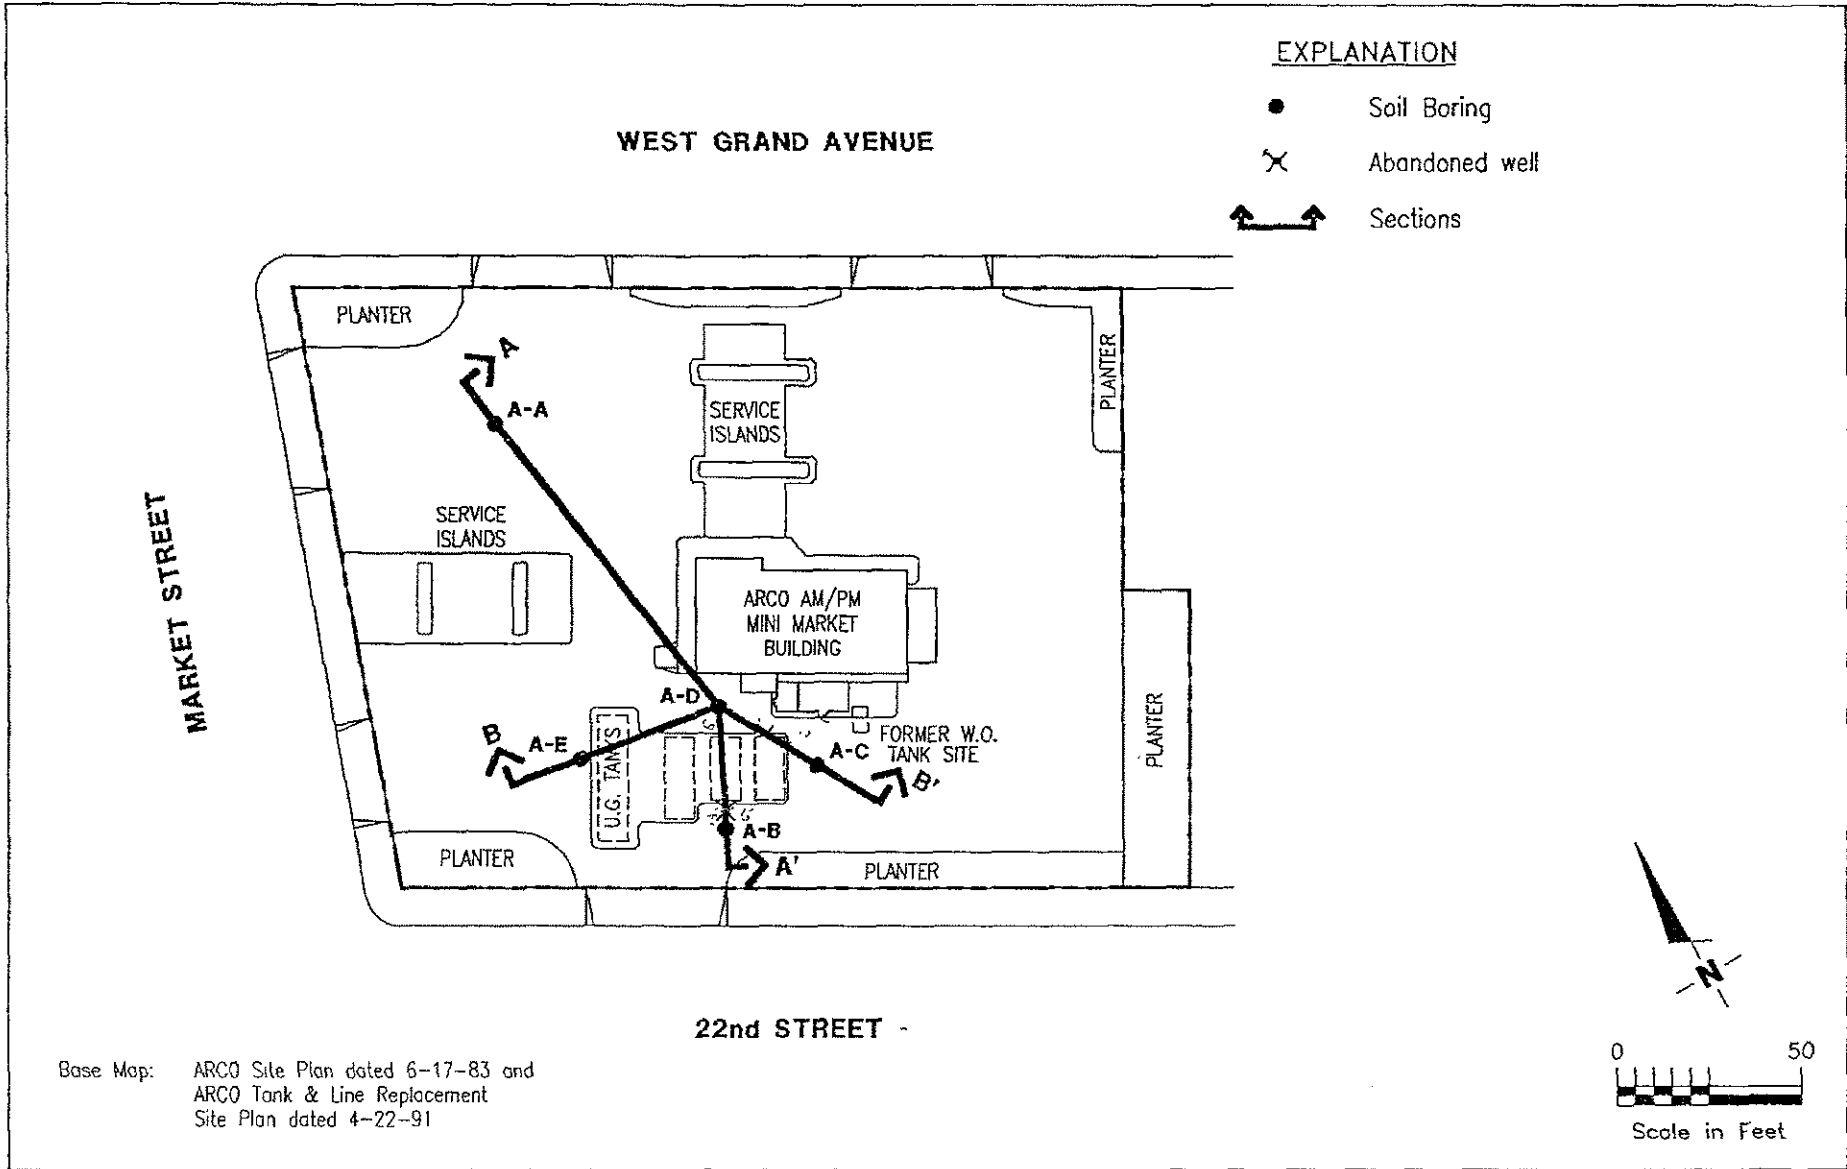 EXPLANATION
Soil Boring
Abandoned well
Sections
WEST GRAND AVENUE
PLANTER
A
A-A
SERVICE
ISLANDS
PLANTER
MARKET STREET
SERVICE
ISLANDS
ARCO AM/PM
MINI MARKET
BUILDING
A-D
B
A-E
U.G. TANKS
A-C
FORMER W.O.
TANK SITE
B'
A-B
A'
PLANTER
PLANTER
PLANTER
22nd STREET
N
0 50
Scale in Feet
Base Map: ARCO Site Plan dated 6-17-83 and
ARCO Tank & Line Replacement
Site Plan dated 4-22-91